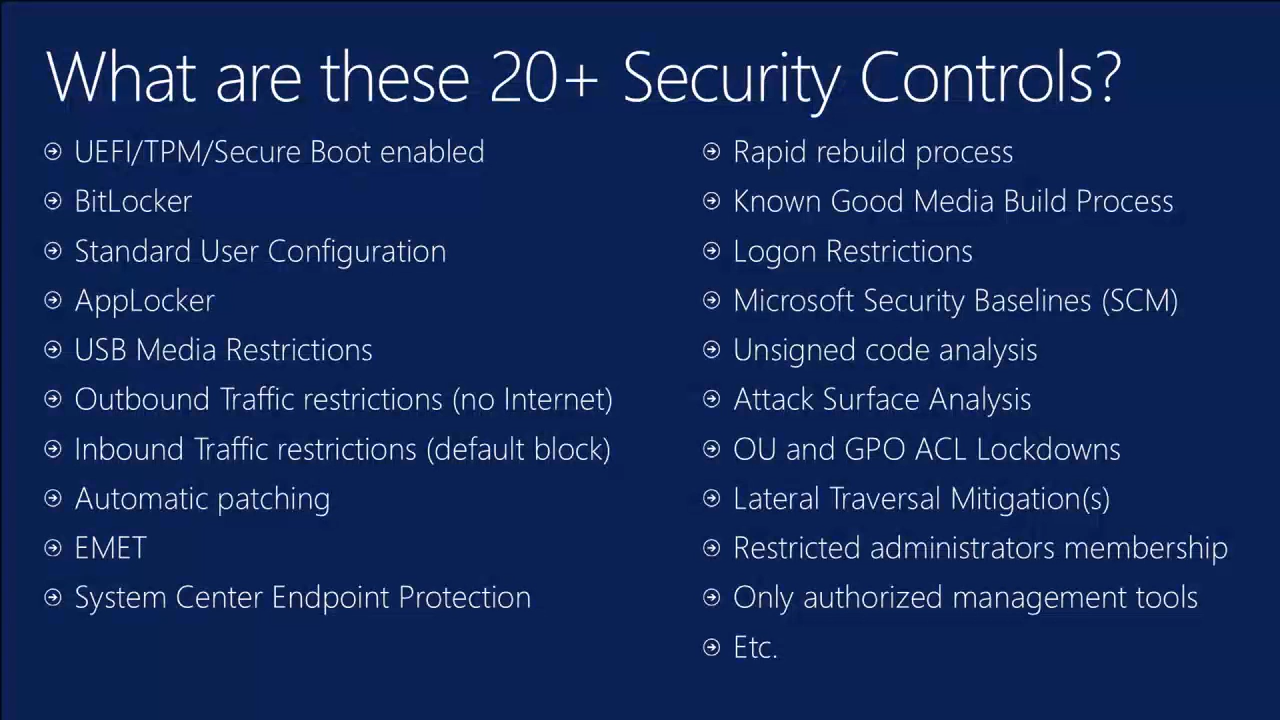 What are these 20+ Security Controls?
UEFI/TPM/Secure Boot enabled
BitLocker
Standard User Configuration
AppLocker
USB Media Restrictions
Outbound Traffic restrictions (no Internet)
Inbound Traffic restrictions (default block)
Automatic patching
EMET
System Center Endpoint Protection
Rapid rebuild process
Known Good Media Build Process
Logon Restrictions
Microsoft Security Baselines (SCM)
Unsigned code analysis
Attack Surface Analysis
OU and GPO ACL Lockdowns
Lateral Traversal Mitigation(s)
Restricted administrators membership
Only authorized management tools
Etc.